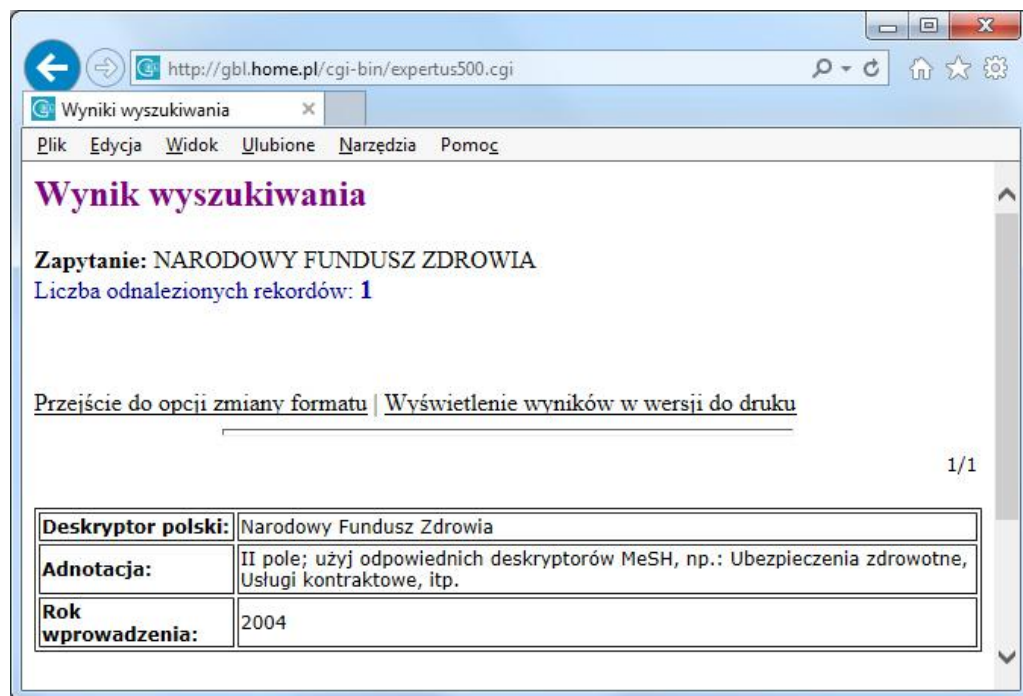 http://gbl.home.pl/cgi-bin/expertus500.cgi
Wyniki wyszukiwania
Plik Edycja Widok Ulubione Narzędzia Pomoc
Wynik wyszukiwania
Zapytanie: NARODOWY FUNDUSZ ZDROWIA
Liczba odnalezionych rekordów: 1
Przejście do opcji zmiany formatu | Wyświetlenie wyników w wersji do druku
1/1
Deskryptor polski: Narodowy Fundusz Zdrowia
Adnotacja: II pole; użyj odpowiednich deskryptorów MeSH, np.: Ubezpieczenia zdrowotne,
Usługi kontraktowe, itp.
Rok
wprowadzenia: 2004